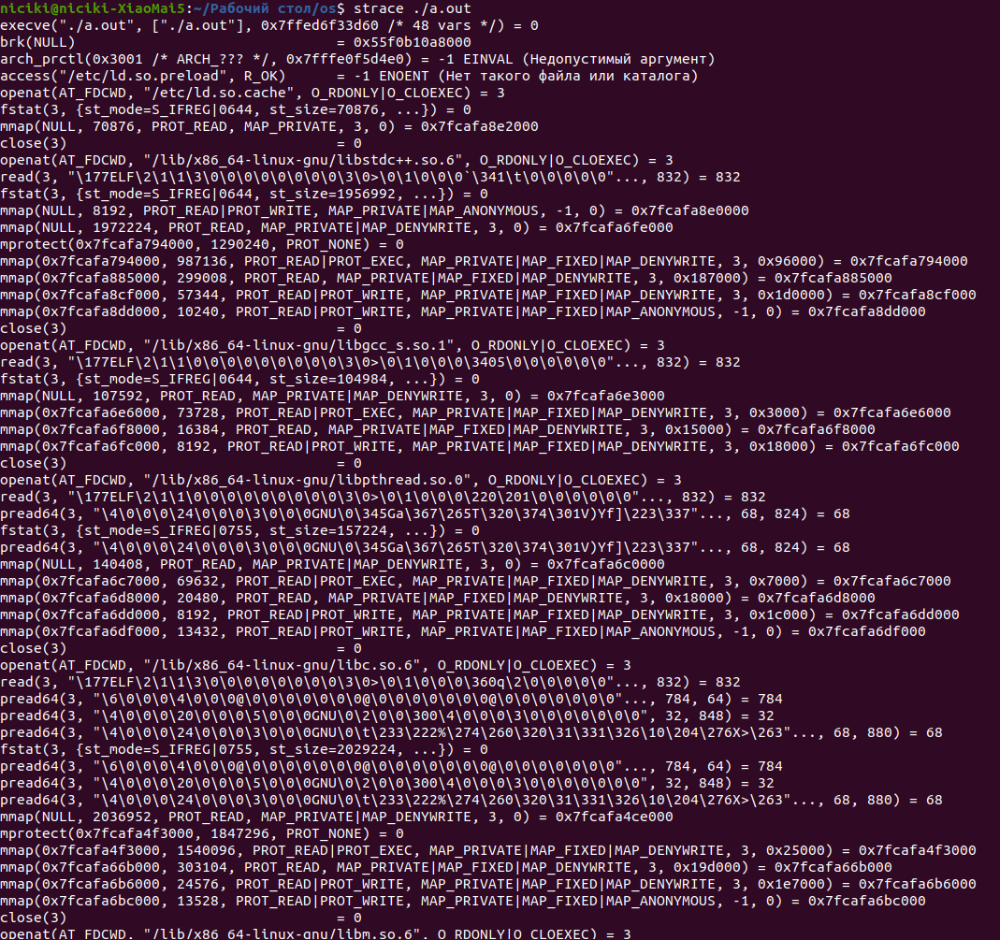 niciki@niciki-XiaoMai5:~/Рабочий стол/os$ strace ./a.out
execve("./a.out", ["./a.out"], 0x7ffed6f33d60 /* 48 vars */) = 0
brk(NULL)                               = 0x55f0b10a8000
arch_prctl(0x3001 /* ARCH_??? */, 0x7fffe0f5d4e0) = -1 EINVAL (Недопустимый аргумент)
access("/etc/ld.so.preload", R_OK)      = -1 ENOENT (Нет такого файла или каталога)
openat(AT_FDCWD, "/etc/ld.so.cache", O_RDONLY|O_CLOEXEC) = 3
fstat(3, {st_mode=S_IFREG|0644, st_size=70876, ...}) = 0
mmap(NULL, 70876, PROT_READ, MAP_PRIVATE, 3, 0) = 0x7fcafa8e2000
close(3)                                = 0
openat(AT_FDCWD, "/lib/x86_64-linux-gnu/libstdc++.so.6", O_RDONLY|O_CLOEXEC) = 3
read(3, "\177ELF\2\1\1\3\0\0\0\0\0\0\0\0\3\0>\0\1\0\0\0`\341\t\0\0\0\0\0"..., 832) = 832
fstat(3, {st_mode=S_IFREG|0644, st_size=1956992, ...}) = 0
mmap(NULL, 8192, PROT_READ|PROT_WRITE, MAP_PRIVATE|MAP_ANONYMOUS, -1, 0) = 0x7fcafa8e0000
mmap(NULL, 1972224, PROT_READ, MAP_PRIVATE|MAP_DENYWRITE, 3, 0) = 0x7fcafa6fe000
mprotect(0x7fcafa794000, 1290240, PROT_NONE) = 0
mmap(0x7fcafa794000, 987136, PROT_READ|PROT_EXEC, MAP_PRIVATE|MAP_FIXED|MAP_DENYWRITE, 3, 0x96000) = 0x7fcafa794000
mmap(0x7fcafa885000, 299008, PROT_READ, MAP_PRIVATE|MAP_FIXED|MAP_DENYWRITE, 3, 0x187000) = 0x7fcafa885000
mmap(0x7fcafa8cf000, 57344, PROT_READ|PROT_WRITE, MAP_PRIVATE|MAP_FIXED|MAP_DENYWRITE, 3, 0x1d0000) = 0x7fcafa8cf000
mmap(0x7fcafa8dd000, 10240, PROT_READ|PROT_WRITE, MAP_PRIVATE|MAP_FIXED|MAP_ANONYMOUS, -1, 0) = 0x7fcafa8dd000
close(3)                                = 0
openat(AT_FDCWD, "/lib/x86_64-linux-gnu/libgcc_s.so.1", O_RDONLY|O_CLOEXEC) = 3
read(3, "\177ELF\2\1\1\0\0\0\0\0\0\0\0\0\3\0>\0\1\0\0\0\3405\0\0\0\0\0\0"..., 832) = 832
fstat(3, {st_mode=S_IFREG|0644, st_size=104984, ...}) = 0
mmap(NULL, 107592, PROT_READ, MAP_PRIVATE|MAP_DENYWRITE, 3, 0) = 0x7fcafa6e3000
mmap(0x7fcafa6e6000, 73728, PROT_READ|PROT_EXEC, MAP_PRIVATE|MAP_FIXED|MAP_DENYWRITE, 3, 0x3000) = 0x7fcafa6e6000
mmap(0x7fcafa6f8000, 16384, PROT_READ, MAP_PRIVATE|MAP_FIXED|MAP_DENYWRITE, 3, 0x15000) = 0x7fcafa6f8000
mmap(0x7fcafa6fc000, 8192, PROT_READ|PROT_WRITE, MAP_PRIVATE|MAP_FIXED|MAP_DENYWRITE, 3, 0x18000) = 0x7fcafa6fc000
close(3)                                = 0
openat(AT_FDCWD, "/lib/x86_64-linux-gnu/libpthread.so.0", O_RDONLY|O_CLOEXEC) = 3
read(3, "\177ELF\2\1\1\0\0\0\0\0\0\0\0\0\3\0>\0\1\0\0\0\220\201\0\0\0\0\0\0"..., 832) = 832
pread64(3, "\4\0\0\0\24\0\0\0\3\0\0\0GNU\0\345Ga\367\265T\320\374\301V)Yf]\223\337"..., 68, 824) = 68
fstat(3, {st_mode=S_IFREG|0755, st_size=157224, ...}) = 0
pread64(3, "\4\0\0\0\24\0\0\0\3\0\0\0GNU\0\345Ga\367\265T\320\374\301V)Yf]\223\337"..., 68, 824) = 68
mmap(NULL, 140408, PROT_READ, MAP_PRIVATE|MAP_DENYWRITE, 3, 0) = 0x7fcafa6c0000
mmap(0x7fcafa6c7000, 69632, PROT_READ|PROT_EXEC, MAP_PRIVATE|MAP_FIXED|MAP_DENYWRITE, 3, 0x7000) = 0x7fcafa6c7000
mmap(0x7fcafa6d8000, 20480, PROT_READ, MAP_PRIVATE|MAP_FIXED|MAP_DENYWRITE, 3, 0x18000) = 0x7fcafa6d8000
mmap(0x7fcafa6dd000, 8192, PROT_READ|PROT_WRITE, MAP_PRIVATE|MAP_FIXED|MAP_DENYWRITE, 3, 0x1c000) = 0x7fcafa6dd000
mmap(0x7fcafa6df000, 13432, PROT_READ|PROT_WRITE, MAP_PRIVATE|MAP_FIXED|MAP_ANONYMOUS, -1, 0) = 0x7fcafa6df000
close(3)                                = 0
openat(AT_FDCWD, "/lib/x86_64-linux-gnu/libc.so.6", O_RDONLY|O_CLOEXEC) = 3
read(3, "\177ELF\2\1\1\3\0\0\0\0\0\0\0\0\3\0>\0\1\0\0\0\360q\2\0\0\0\0\0"..., 832) = 832
pread64(3, "\6\0\0\0\4\0\0\0@\0\0\0\0\0\0\0@\0\0\0\0\0\0\0@\0\0\0\0\0\0\0"..., 784, 64) = 784
pread64(3, "\4\0\0\0\20\0\0\0\5\0\0\0GNU\0\2\0\0\300\4\0\0\0\3\0\0\0\0\0\0\0", 32, 848) = 32
pread64(3, "\4\0\0\0\24\0\0\0\3\0\0\0GNU\0\t\233\222%\274\260\320\31\331\326\10\204\276X>\263"..., 68, 880) = 68
fstat(3, {st_mode=S_IFREG|0755, st_size=2029224, ...}) = 0
pread64(3, "\6\0\0\0\4\0\0\0@\0\0\0\0\0\0\0@\0\0\0\0\0\0\0@\0\0\0\0\0\0\0"..., 784, 64) = 784
pread64(3, "\4\0\0\0\20\0\0\0\5\0\0\0GNU\0\2\0\0\300\4\0\0\0\3\0\0\0\0\0\0\0", 32, 848) = 32
pread64(3, "\4\0\0\0\24\0\0\0\3\0\0\0GNU\0\t\233\222%\274\260\320\31\331\326\10\204\276X>\263"..., 68, 880) = 68
mmap(NULL, 2036952, PROT_READ, MAP_PRIVATE|MAP_DENYWRITE, 3, 0) = 0x7fcafa4ce000
mprotect(0x7fcafa4f3000, 1847296, PROT_NONE) = 0
mmap(0x7fcafa4f3000, 1540096, PROT_READ|PROT_EXEC, MAP_PRIVATE|MAP_FIXED|MAP_DENYWRITE, 3, 0x25000) = 0x7fcafa4f3000
mmap(0x7fcafa66b000, 303104, PROT_READ, MAP_PRIVATE|MAP_FIXED|MAP_DENYWRITE, 3, 0x19d000) = 0x7fcafa66b000
mmap(0x7fcafa6b6000, 24576, PROT_READ|PROT_WRITE, MAP_PRIVATE|MAP_FIXED|MAP_DENYWRITE, 3, 0x1e7000) = 0x7fcafa6b6000
mmap(0x7fcafa6bc000, 13528, PROT_READ|PROT_WRITE, MAP_PRIVATE|MAP_FIXED|MAP_ANONYMOUS, -1, 0) = 0x7fcafa6bc000
close(3)                                = 0
openat(AT_FDCWD, "/lib/x86_64-linux-gnu/libm.so.6", O_RDONLY|O_CLOEXEC) = 3